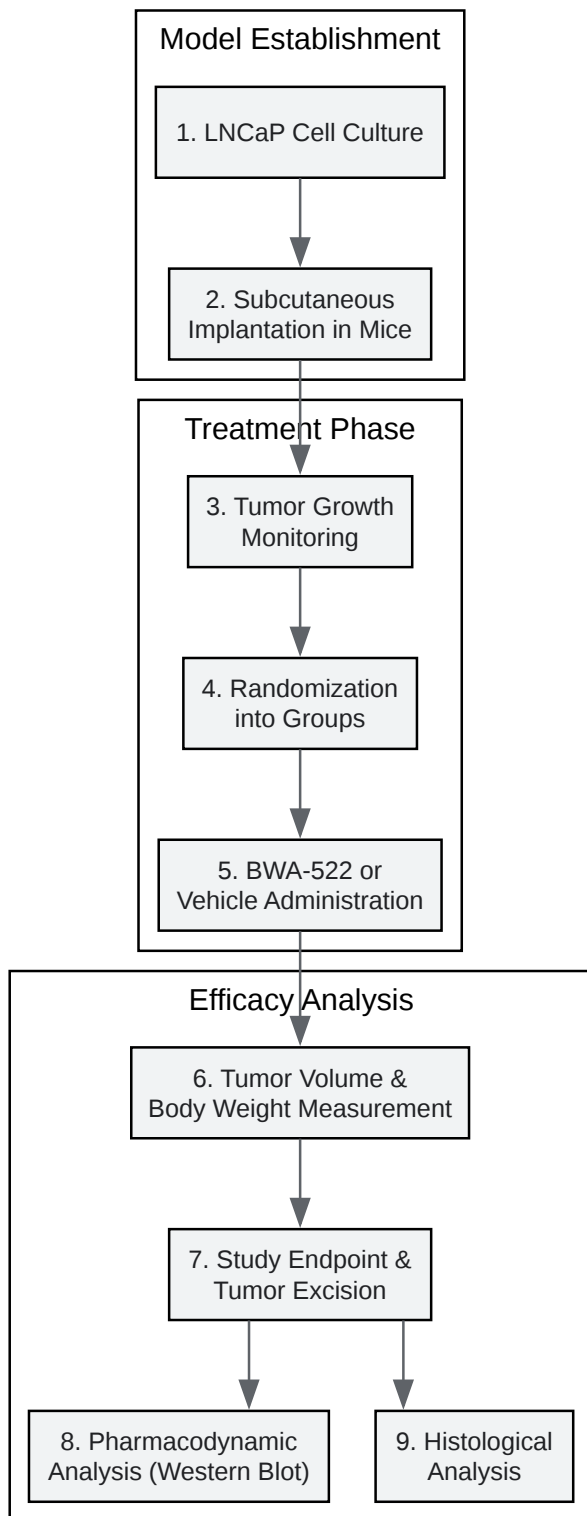 Model Establishment
1. LNCaP Cell Culture
2. Subcutaneous
Implantation in Mice
Treatment Phase
3. Tumor Growth
Monitoring
4. Randomization
into Groups
5. BWA-522 or
Vehicle Administration
Efficacy Analysis
6. Tumor Volume &
Body Weight Measurement
7. Study Endpoint &
Tumor Excision
8. Pharmacodynamic
Analysis (Western Blot)
9. Histological
Analysis